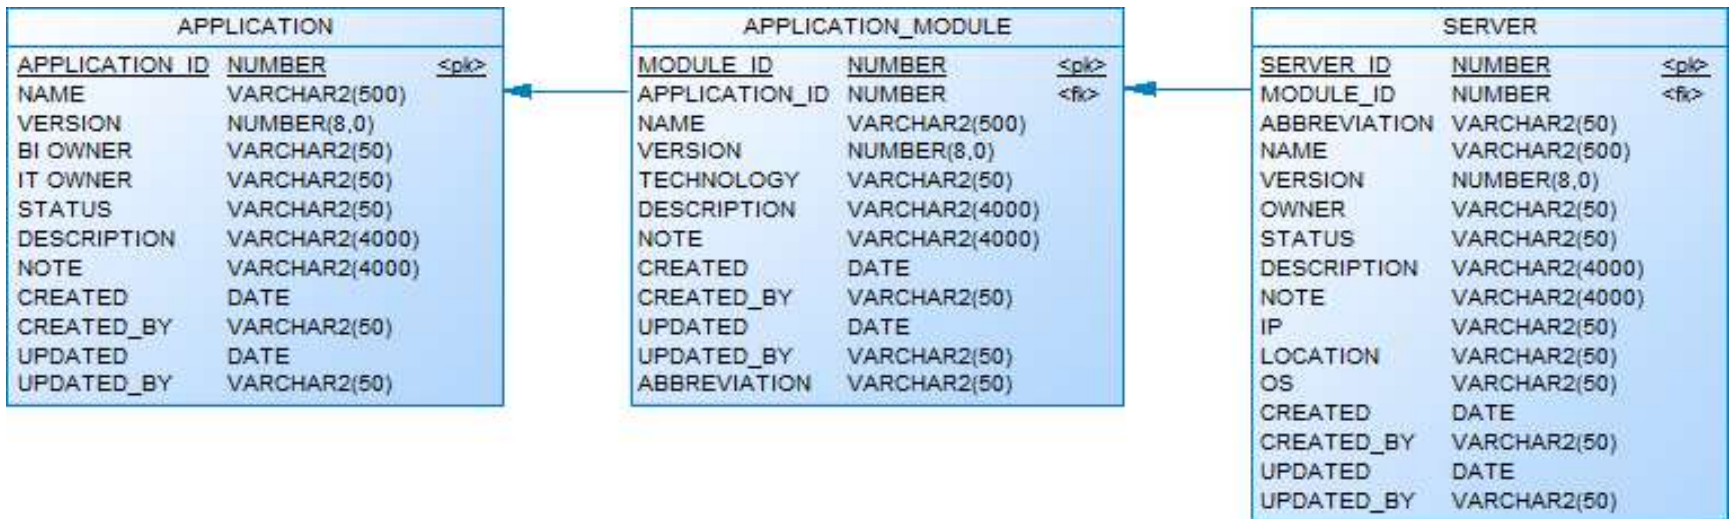 APPLICATION
APPLICATION_ID NUMBER <pk>
NAME VARCHAR2(500)
VERSION NUMBER(8,0)
BI OWNER VARCHAR2(50)
IT OWNER VARCHAR2(50)
STATUS VARCHAR2(50)
DESCRIPTION VARCHAR2(4000)
NOTE VARCHAR2(4000)
CREATED DATE
CREATED_BY VARCHAR2(50)
UPDATED DATE
UPDATED_BY VARCHAR2(50)
APPLICATION_MODULE
MODULE_ID NUMBER <pk>
APPLICATION_ID NUMBER <fk>
NAME VARCHAR2(500)
VERSION NUMBER(8,0)
TECHNOLOGY VARCHAR2(50)
DESCRIPTION VARCHAR2(4000)
NOTE VARCHAR2(4000)
CREATED DATE
CREATED_BY VARCHAR2(50)
UPDATED DATE
UPDATED_BY VARCHAR2(50)
ABBREVIATION VARCHAR2(50)
SERVER
SERVER_ID NUMBER <pk>
MODULE_ID NUMBER <fk>
ABBREVIATION VARCHAR2(50)
NAME VARCHAR2(500)
VERSION NUMBER(8,0)
OWNER VARCHAR2(50)
STATUS VARCHAR2(50)
DESCRIPTION VARCHAR2(4000)
NOTE VARCHAR2(4000)
IP VARCHAR2(50)
LOCATION VARCHAR2(50)
OS VARCHAR2(50)
CREATED DATE
CREATED_BY VARCHAR2(50)
UPDATED DATE
UPDATED_BY VARCHAR2(50)